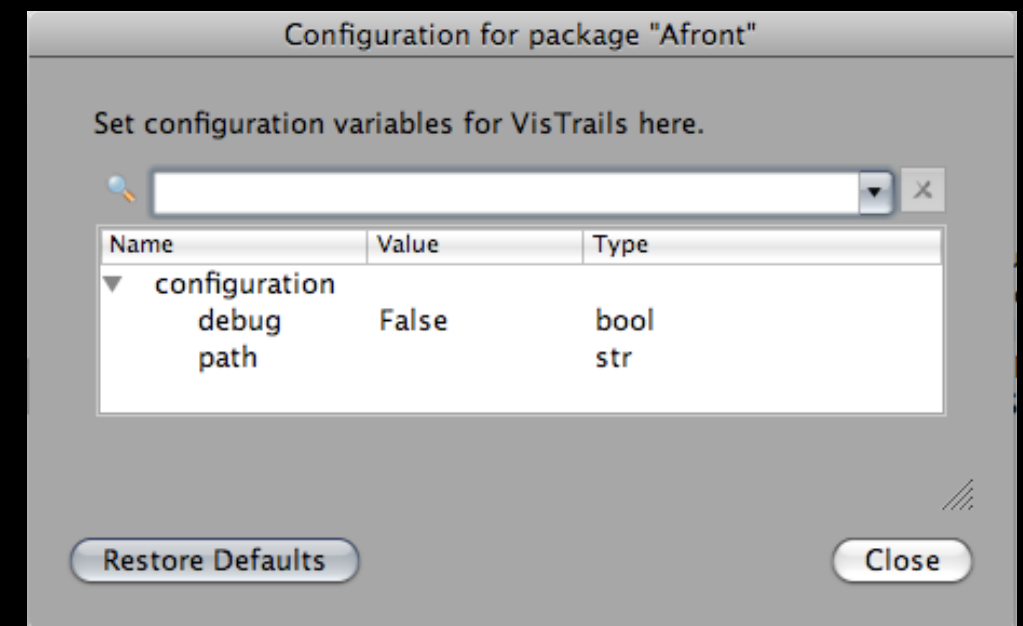 Configuration for package "Afront"
Set configuration variables for VisTrails here.
Name Value Type
configuration
debug False bool
path str
Restore Defaults Close